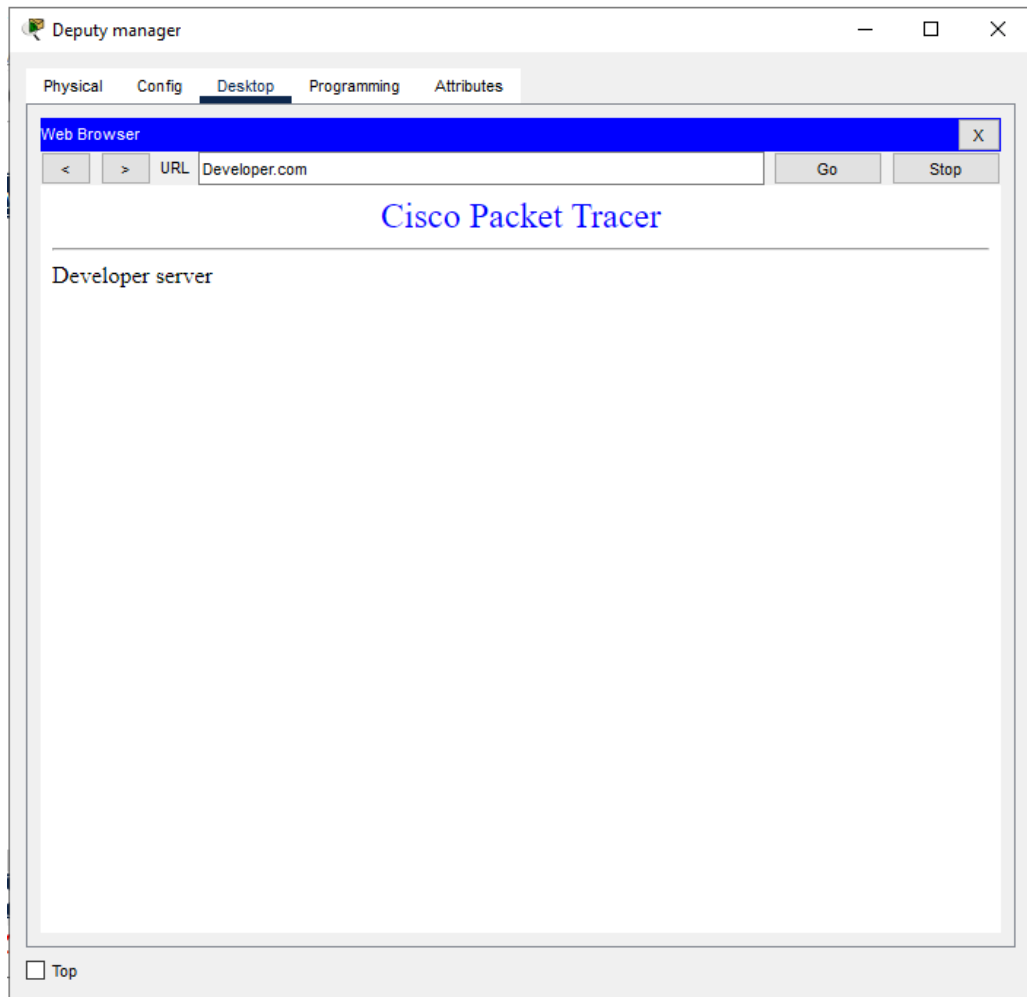 Deputy manager
Physical Config Desktop Programming Attributes
Web Browser X
< > URL Developer.com Go Stop
Cisco Packet Tracer
Developer server
Top